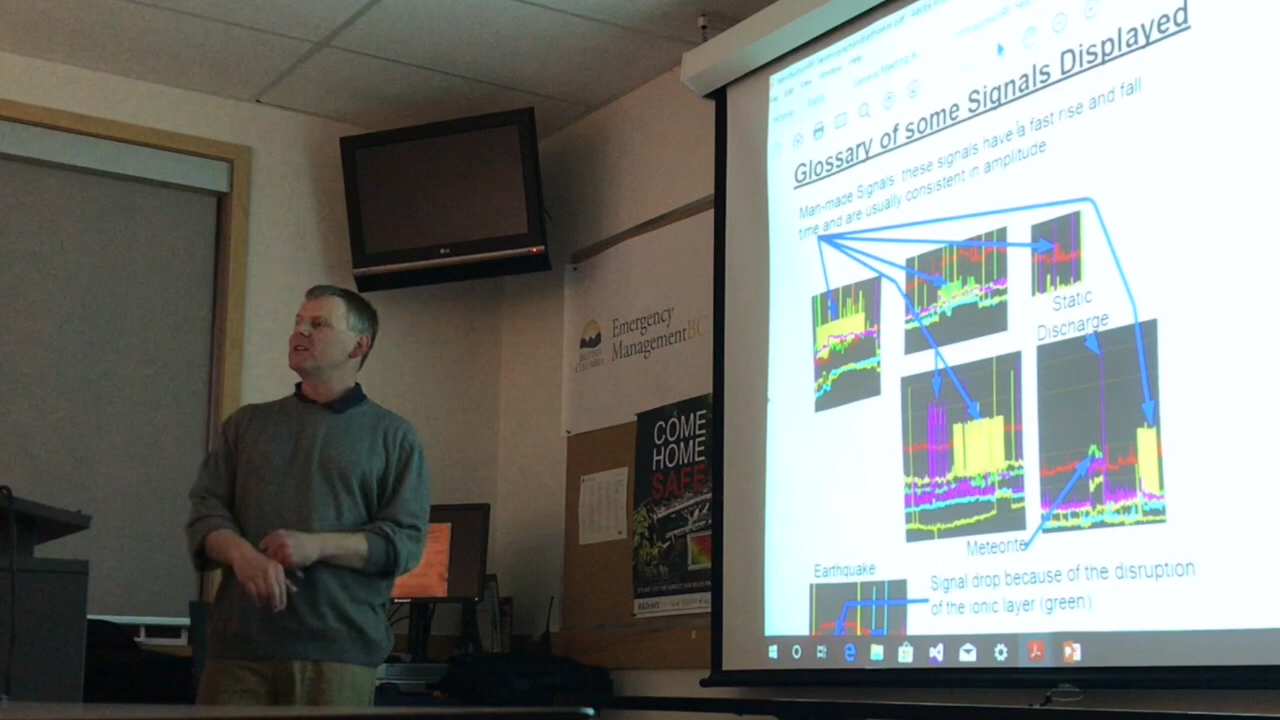 Glossary of some Signals Displayed
Man-made Signals, these signals have a fast rise and fall
time and are usually consistent in amplitude
Static
Discharge
Meteorite
Earthquake
Signal drop because of the disruption
of the ionic layer (green)
Emergency
ManagementBC
BRITISH
COLUMBIA
COME
HOME
SAFE
LG